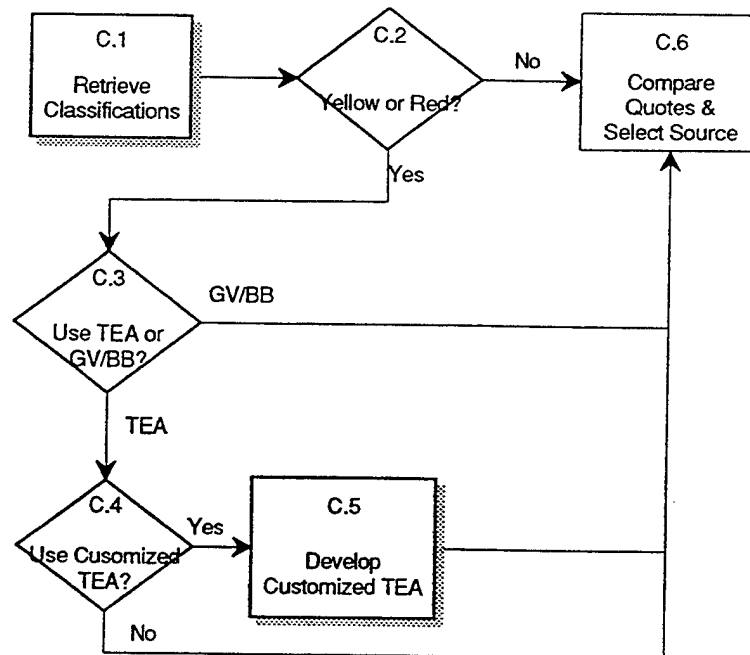 C.1
Retrieve
Classifications
C.2
Yellow or Red?
No
C.6
Compare
Quotes &
Select Source
Yes
C.3
Use TEA or
GV/BB?
GV/BB
TEA
C.4
Use Cusomized
TEA?
Yes
C.5
Develop
Customized TEA
No